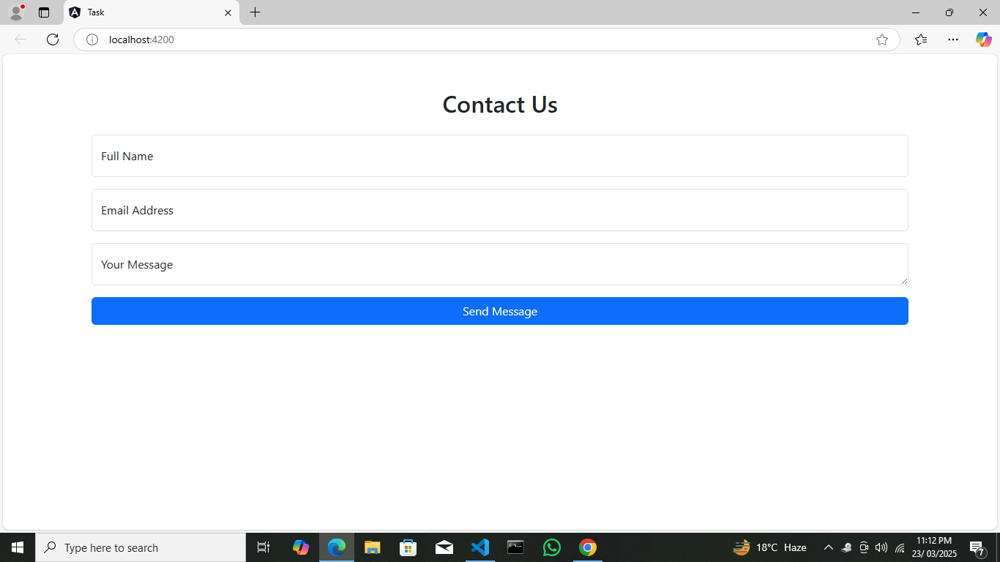 Task
localhost:4200
Contact Us
Full Name
Email Address
Your Message
Send Message
Type here to search
18°C Haze
11:12 PM
23/03/2025
7